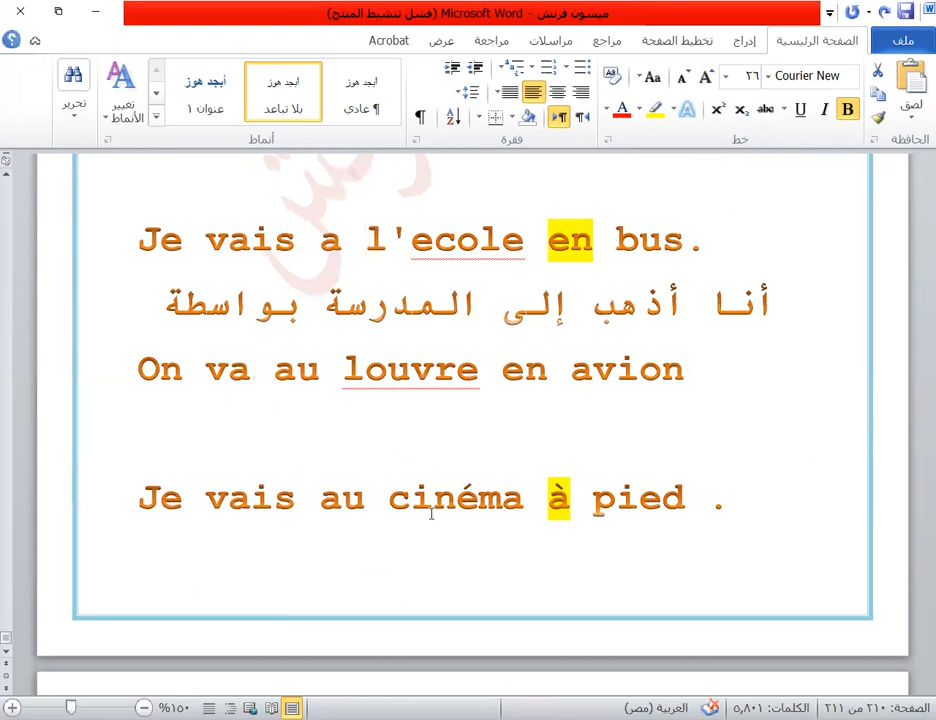 ميسون فرنش - Microsoft Word (فشل تنشيط المنتج)
ملف
الصفحة الرئيسية
إدراج
تخطيط الصفحة
مراجع
مراسلات
مراجعة
عرض
Acrobat
لصق
الحافظة
Courier New
٢٦
خط
فقرة
أبجد هوز
¶ عادي
أبجد هوز
بلا تباعد
أبجد هوز
عنوان ١
تغيير
الأنماط
أنماط
تحرير
Je vais a l'ecole en bus.
أنا أذهب إلى المدرسة بواسطة
On va au louvre en avion
Je vais au cinéma à pied .
الصفحة: ٢١٠ من ٢١١
الكلمات: ٥,٨٠١
العربية (مصر)
١٥٠%